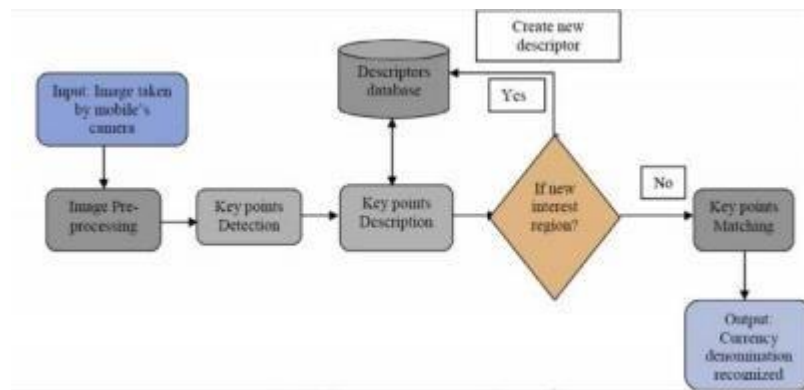 Create new
descriptor
Descriptors
database
Yes
Input: Image taken
by mobile's
camera
Image Pre-
processing
Key points
Detection
Key points
Description
If new
interest
region?
No
Key points
Matching
Output:
Currency
denomination
recognized